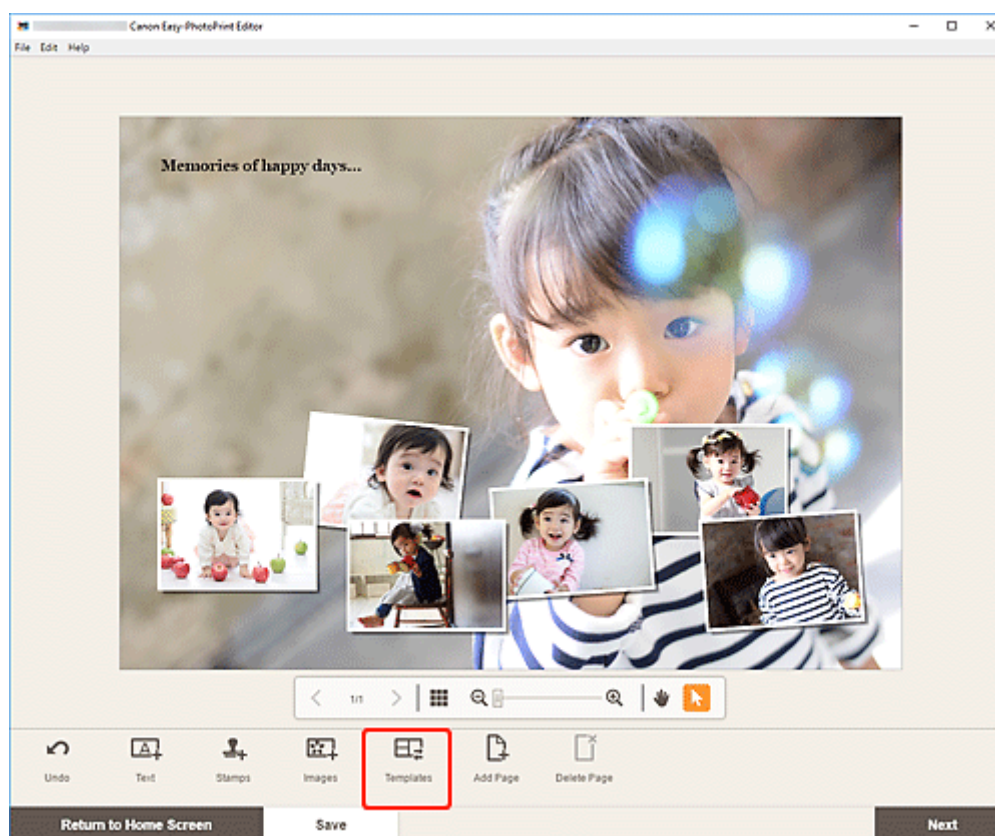 Canon Easy-PhotoPrint Editor
File Edit Help
Memories of happy days...
1/1
Undo Text Stamps Images Templates Add Page Delete Page
Return to Home Screen Save Next